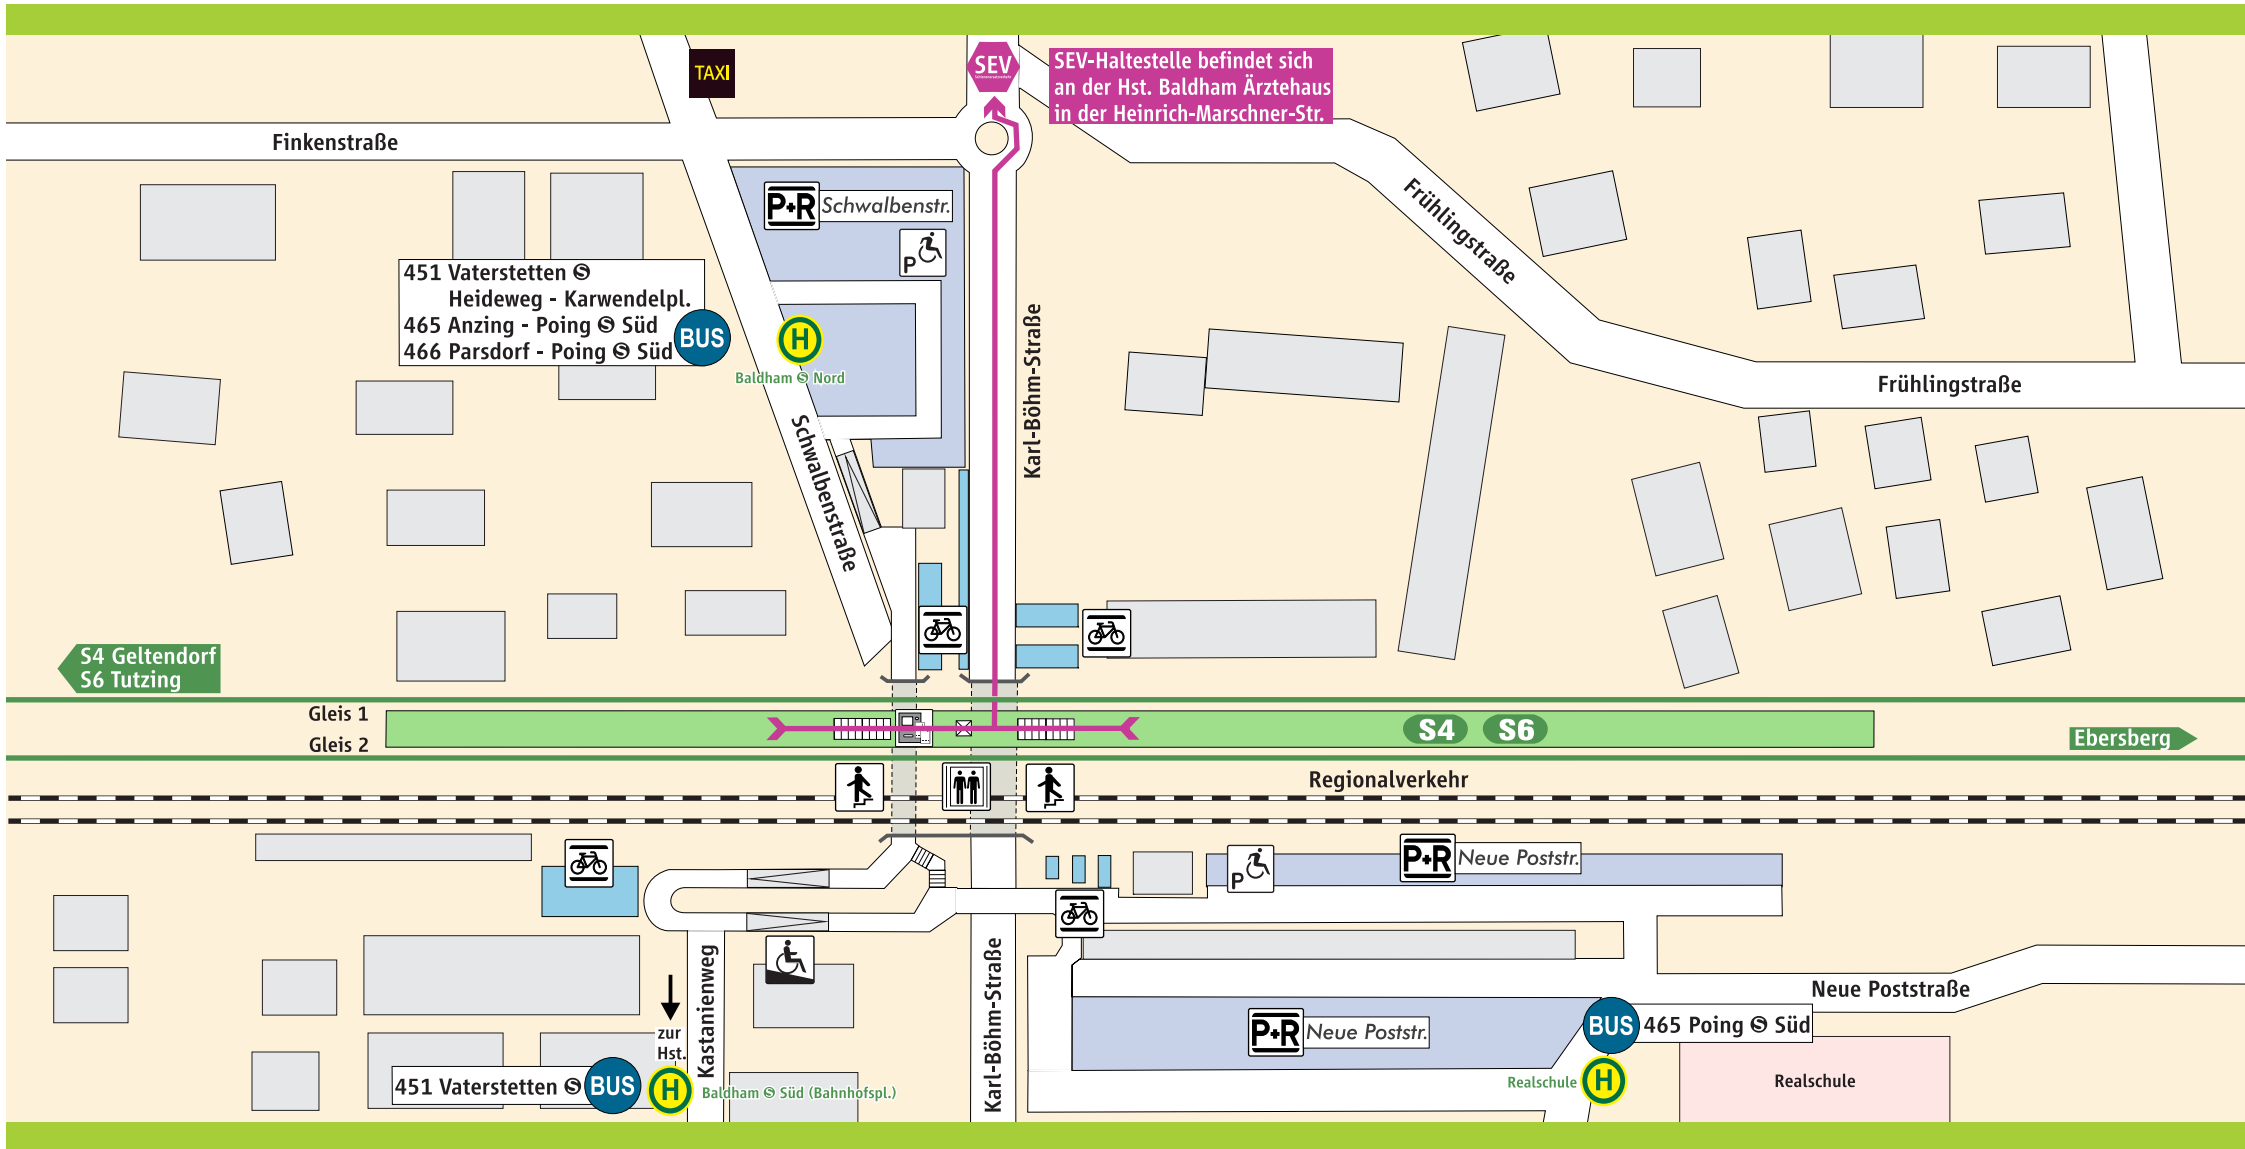 TAXI
SEV
SEV-Haltestelle befindet sich
an der Hst. Baldham Ärztehaus
in der Heinrich-Marschner-Str.
Finkenstraße
P+R Schwalbenstr.
P
Frühlingstraße
451 Vaterstetten S
Heideweg - Karwendelpl.
465 Anzing - Poing S Süd
466 Parsdorf - Poing S Süd
BUS
H
Baldham S Nord
Karl-Böhm-Straße
Frühlingstraße
Schwalbenstraße
S4 Geltendorf
S6 Tutzing
Gleis 1
Gleis 2
S4 S6
Ebersberg
Regionalverkehr
P
P+R Neue Poststr.
Kastanienweg
Karl-Böhm-Straße
Neue Poststraße
P+R Neue Poststr.
BUS 465 Poing S Süd
zur
Hst.
451 Vaterstetten S BUS
H
Baldham S Süd (Bahnhofspl.)
Realschule H
Realschule